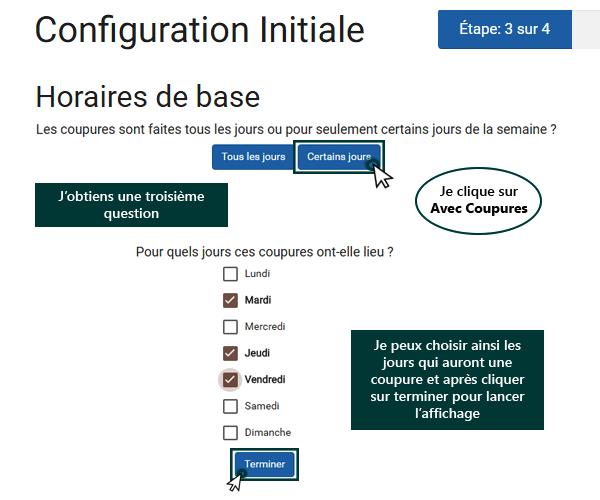 Configuration Initiale
Étape: 3 sur 4
Horaires de base
Les coupures sont faites tous les jours ou pour seulement certains jours de la semaine ?
Tous les jours
Certains jours
J'obtiens une troisième
question
Je clique sur
Avec Coupures
Pour quels jours ces coupures ont-elle lieu ?
Lundi
Mardi
Mercredi
Jeudi
Vendredi
Samedi
Dimanche
Je peux choisir ainsi les
jours qui auront une
coupure et après cliquer
sur terminer pour lancer
l'affichage
Terminer